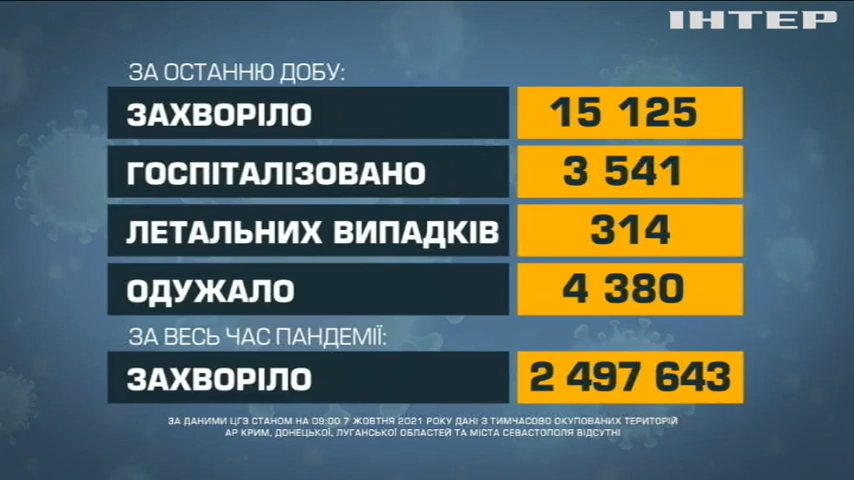 ІНТЕР
ЗА ОСТАННЮ ДОБУ:
ЗАХВОРІЛО 15 125
ГОСПІТАЛІЗОВАНО 3 541
ЛЕТАЛЬНИХ ВИПАДКІВ 314
ОДУЖАЛО 4 380
ЗА ВЕСЬ ЧАС ПАНДЕМІЇ:
ЗАХВОРІЛО 2 497 643
ЗА ДАНИМИ ЦГЗ СТАНОМ НА 09:00 7 ЖОВТНЯ 2021 РОКУ ДАНІ З ТИМЧАСОВО ОКУПОВАНИХ ТЕРИТОРІЙ
АР КРИМ, ДОНЕЦЬКОЇ, ЛУГАНСЬКОЇ ОБЛАСТЕЙ ТА МІСТА СЕВАСТОПОЛЯ ВІДСУТНІ